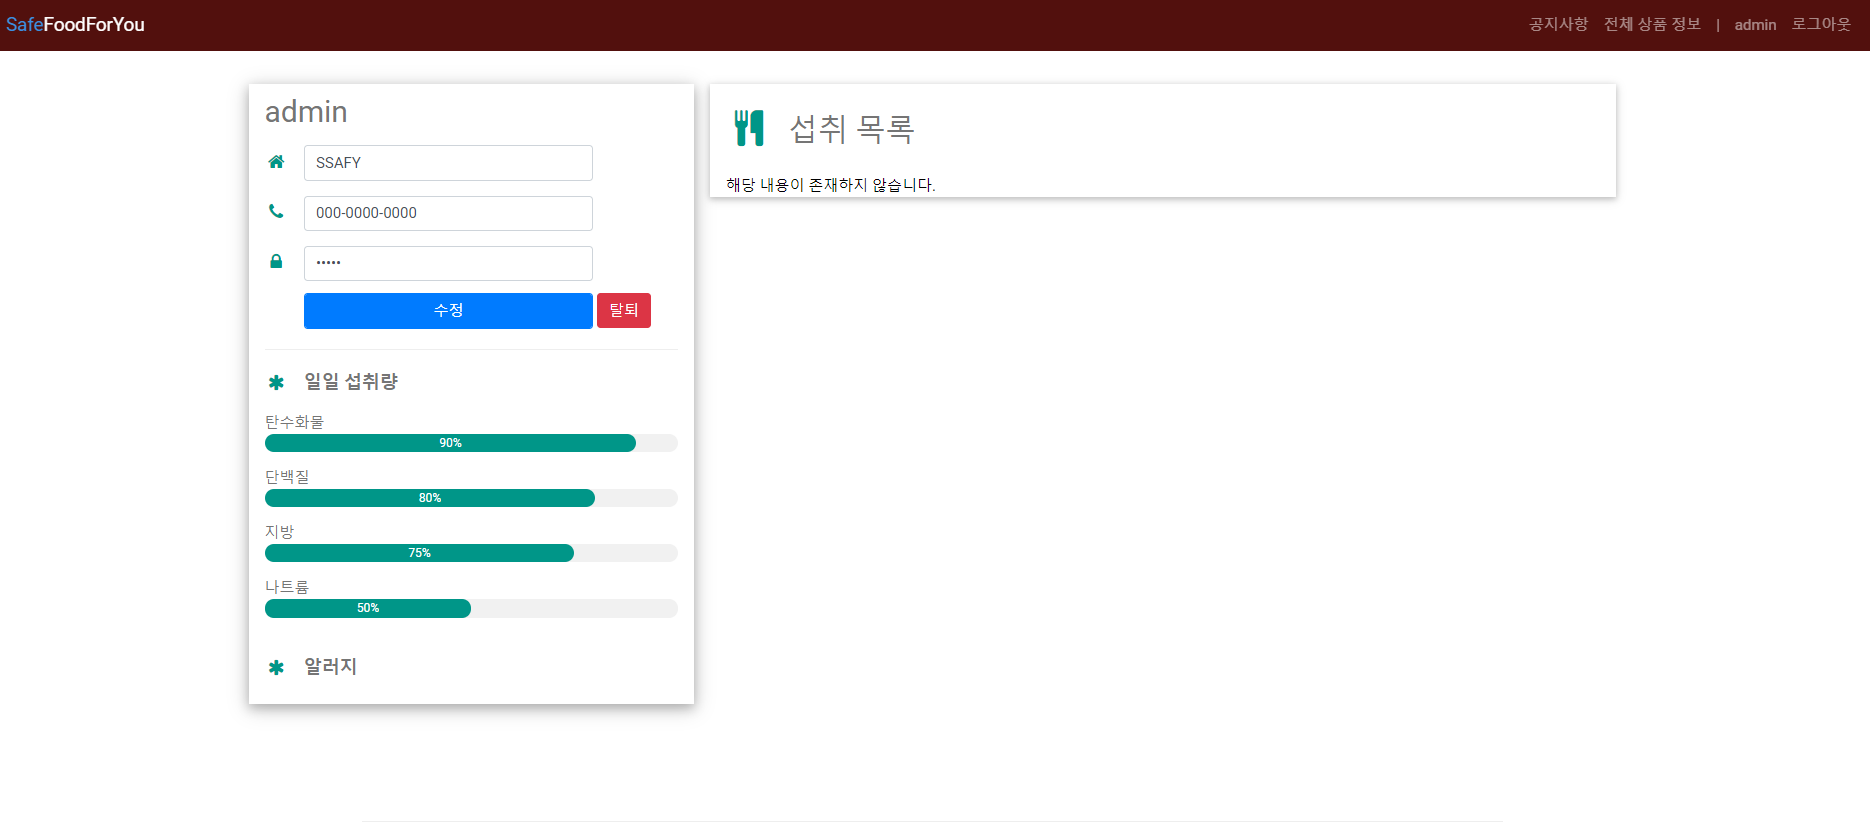 SafeFoodForYou
공지사항 전체 상품 정보 | admin 로그아웃
admin
SSAFY
000-0000-0000
•••••
수정 탈퇴
일일 섭취량
탄수화물
90%
단백질
80%
지방
75%
나트륨
50%
알러지
섭취 목록
해당 내용이 존재하지 않습니다.